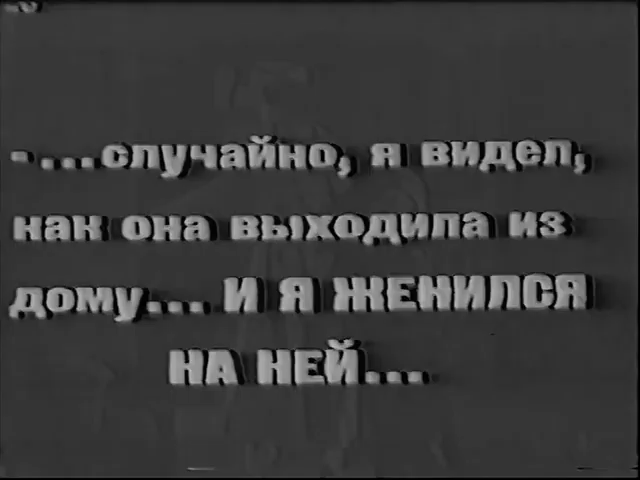 -...случайно, я видел,
как она выходила из
дому... И Я ЖЕНИЛСЯ
НА НЕЙ....